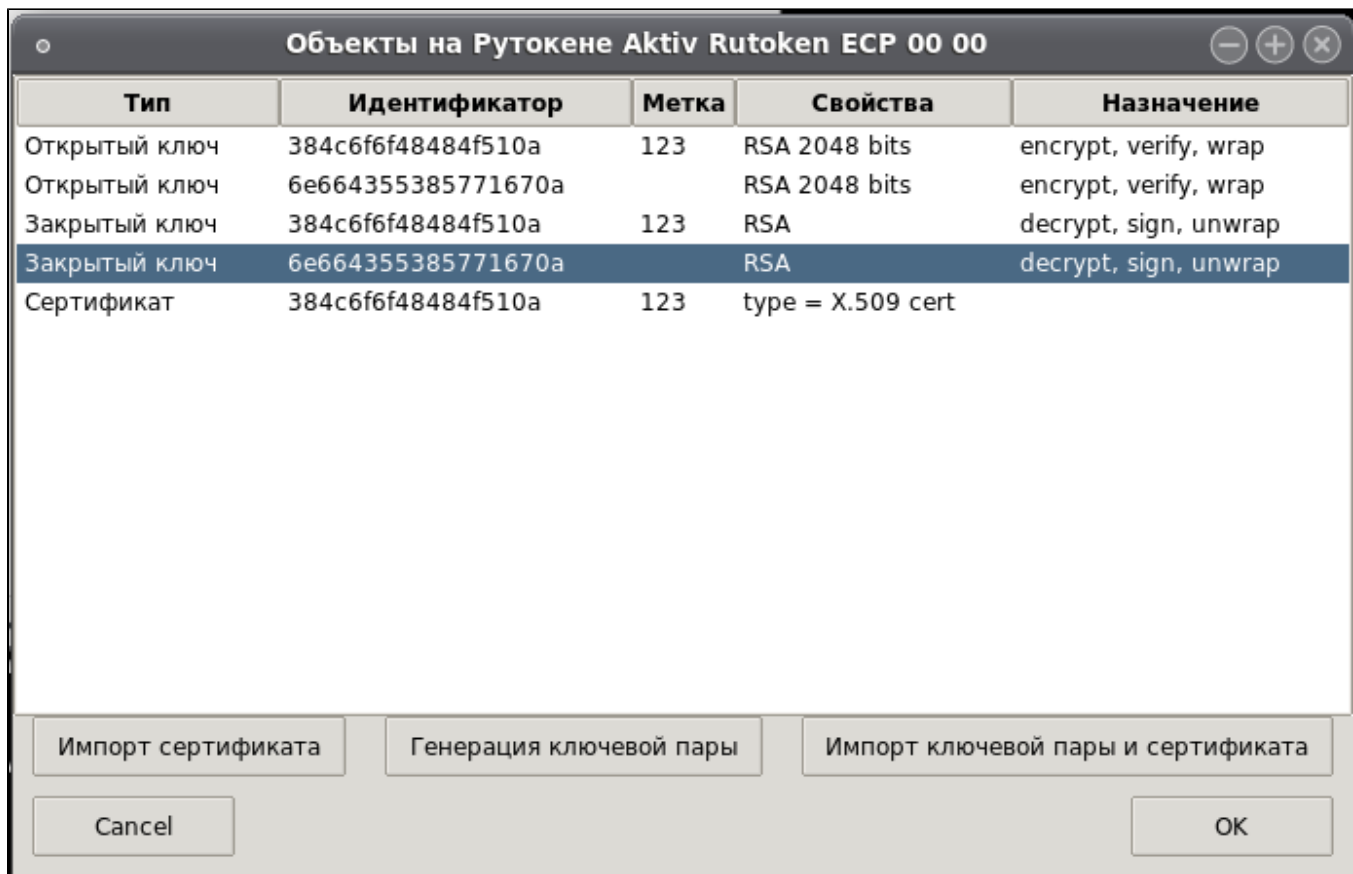 Объекты на Рутокене Aktiv Rutoken ECP 00 00
Тип Идентификатор Метка Свойства Назначение
Открытый ключ 384c6f6f48484f510a 123 RSA 2048 bits encrypt, verify, wrap
Открытый ключ 6e664355385771670a RSA 2048 bits encrypt, verify, wrap
Закрытый ключ 384c6f6f48484f510a 123 RSA decrypt, sign, unwrap
Закрытый ключ 6e664355385771670a RSA decrypt, sign, unwrap
Сертификат 384c6f6f48484f510a 123 type = X.509 cert
Импорт сертификата Генерация ключевой пары Импорт ключевой пары и сертификата
Cancel OK